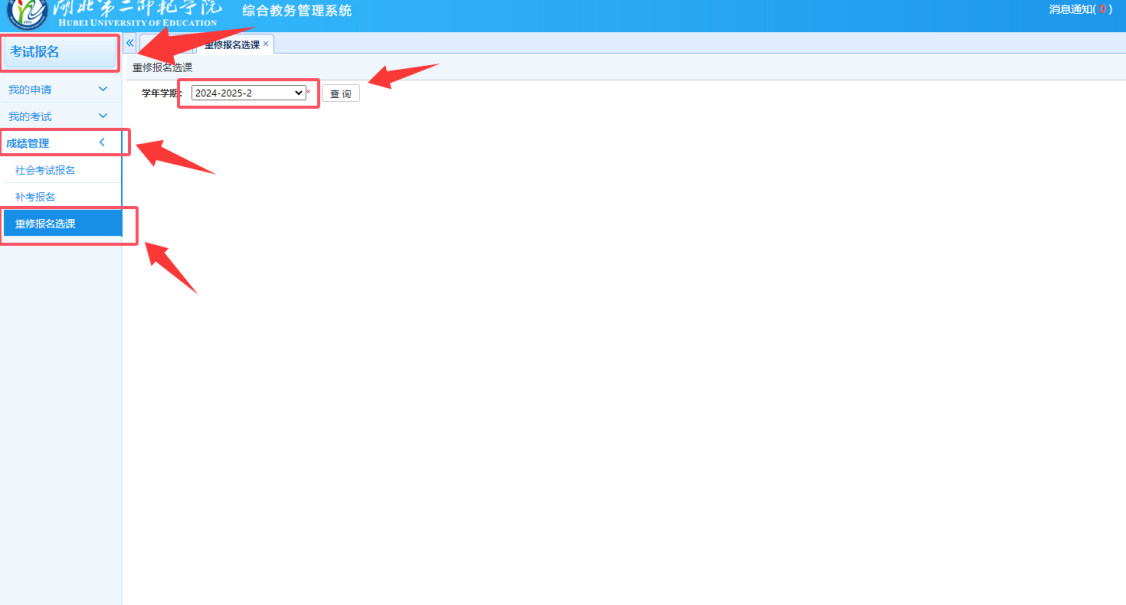 湖北第二师范学院
HUBEI UNIVERSITY OF EDUCATION
综合教务管理系统
消息通知(0)
考试报名
重修报名选课 ×
重修报名选课
学年学期: 2024-2025-2 * 查 询
我的申请
我的考试
成绩管理
社会考试报名
补考报名
重修报名选课